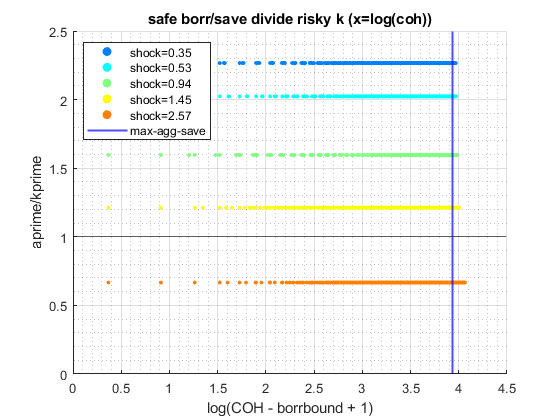 safe borr/save divide risky k (x=log(coh))
2.5
2
1.5
1
0.5
0
aprime/kprime
shock=0.35
shock=0.53
shock=0.94
shock=1.45
shock=2.57
max-agg-save
0 0.5 1 1.5 2 2.5 3 3.5 4 4.5
log(COH - borrbound + 1)